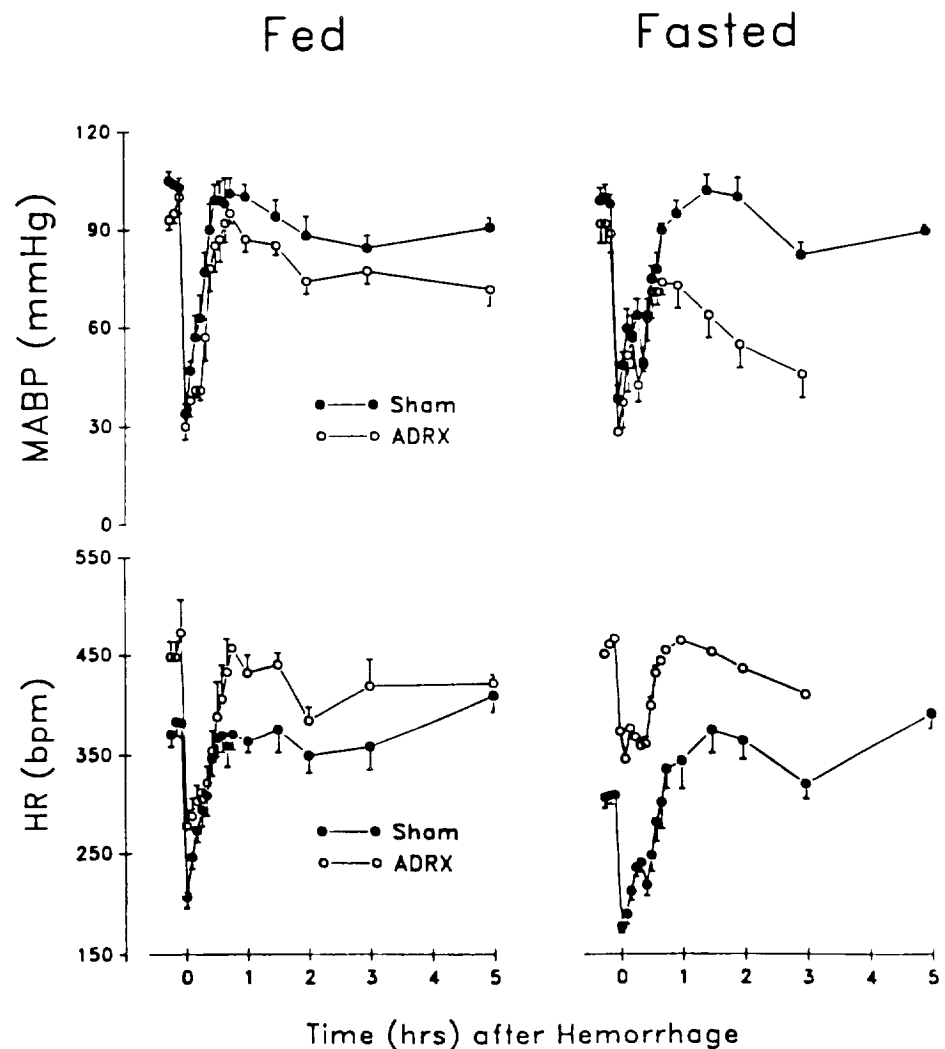 Fed Fasted
MABP (mmHg)
120
90
60
30
0
Sham
ADRX
HR (bpm)
550
450
350
250
150
Sham
ADRX
0 1 2 3 4 5 0 1 2 3 4 5
Time (hrs) after Hemorrhage